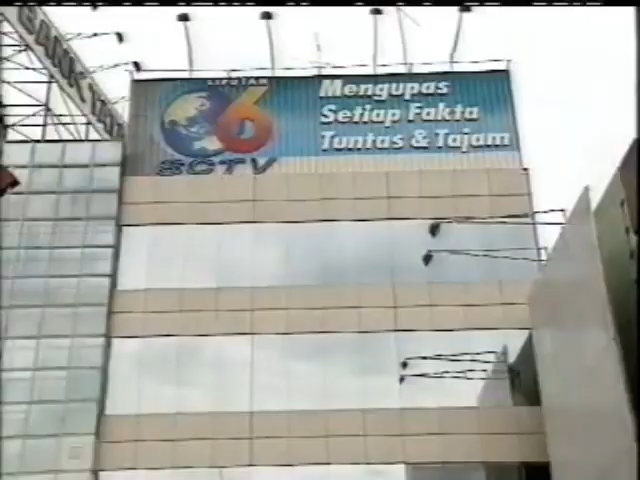 BANK
LIPUTAN
6
SCTV
Mengupas
Setiap Fakta
Tuntas & Tajam